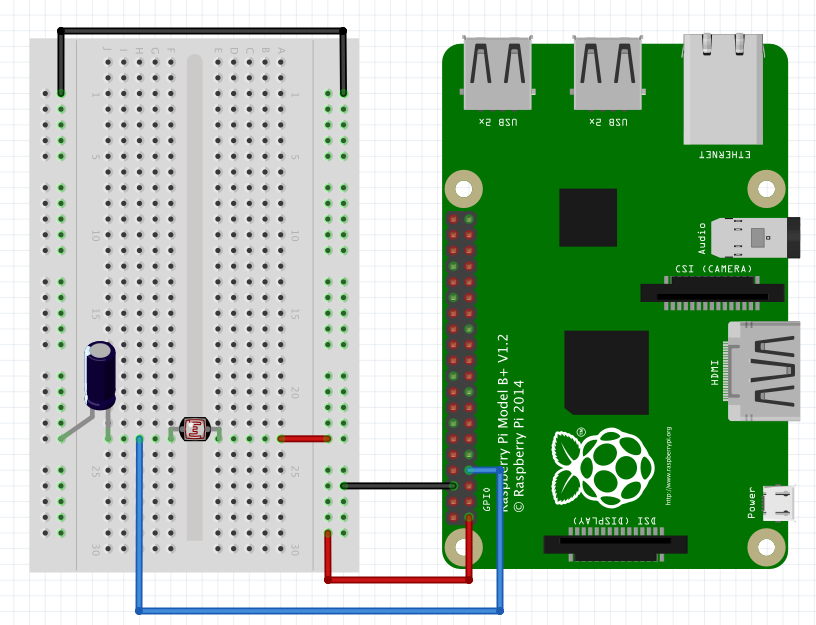 J I H G F E D C B A
1 1
5 5
10 10
15 15
20 20
25 25
30 30
USB 2x
USB 2x
ETHERNET
Audio
CSI (CAMERA)
HDMI
Raspberry Pi Model B+ V1.2
© Raspberry Pi 2014
http://www.raspberrypi.org
GPIO
Power
DSI (DISPLAY)